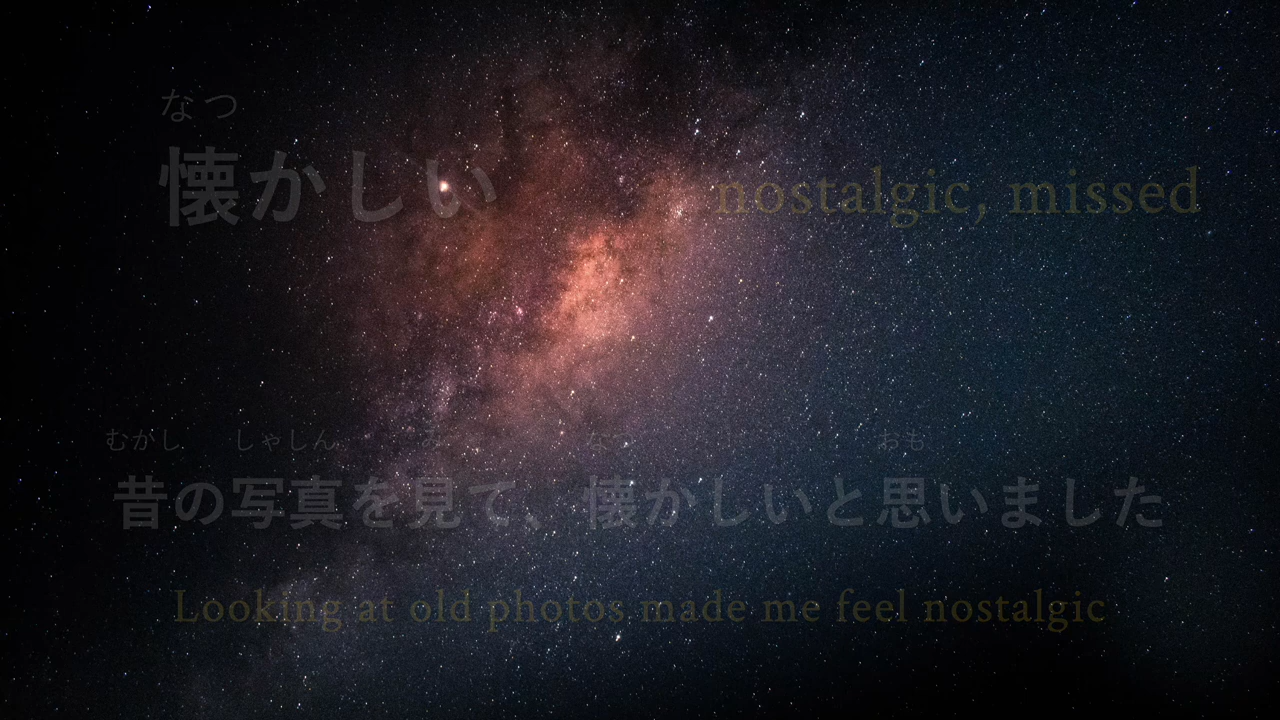 なつ
懐かしい nostalgic, missed
むかし しゃしん み なつ おも
昔の写真を見て、懐かしいと思いました
Looking at old photos made me feel nostalgic